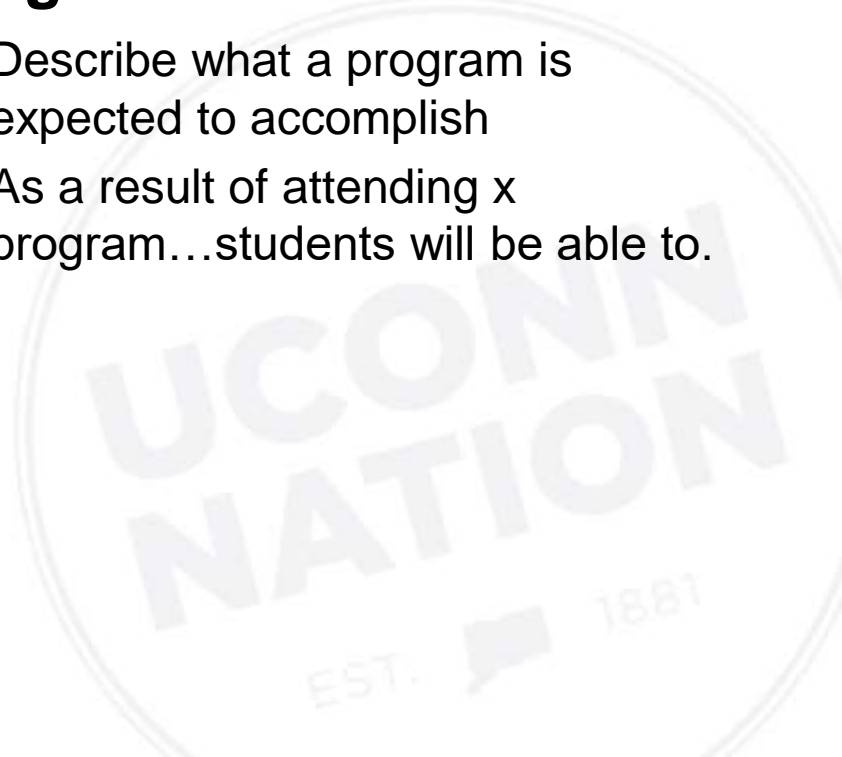 Describe what a program is
expected to accomplish
As a result of attending x
program…students will be able to.
UCONN
NATION
EST. 1881